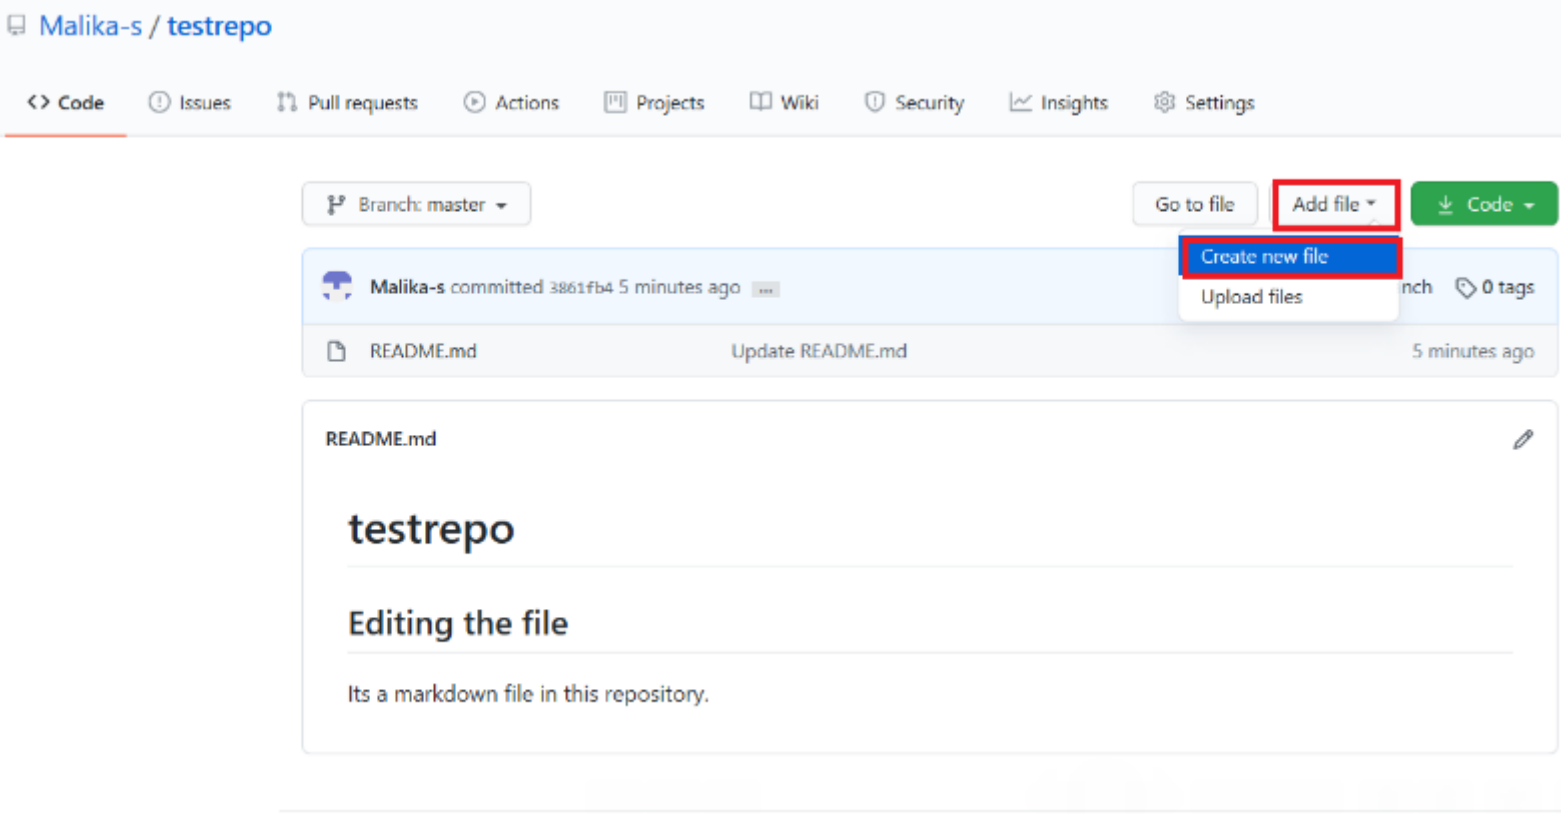 Malika-s / testrepo
Code Issues Pull requests Actions Projects Wiki Security Insights Settings
Branch: master Go to file Add file Code
Create new file
Malika-s committed 3861fb4 5 minutes ago ... nch 0 tags
Upload files
README.md Update README.md 5 minutes ago
README.md
testrepo
Editing the file
Its a markdown file in this repository.